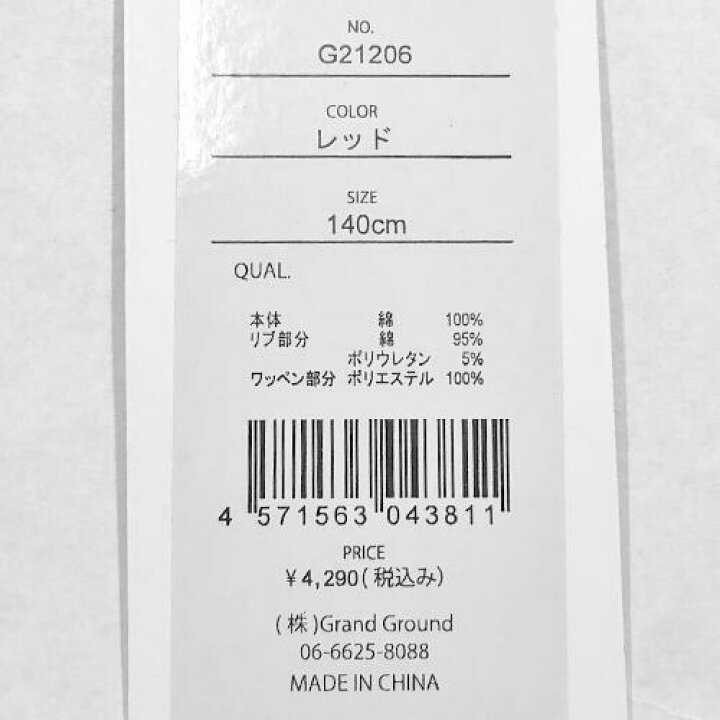 NO.
G21206
COLOR
レッド
SIZE
140cm
QUAL.
本体 綿 100%
リブ部分 綿 95%
ポリウレタン 5%
ワッペン部分 ポリエステル 100%
4 571563 043811
PRICE
¥4,290(税込み)
(株)Grand Ground
06-6625-8088
MADE IN CHINA